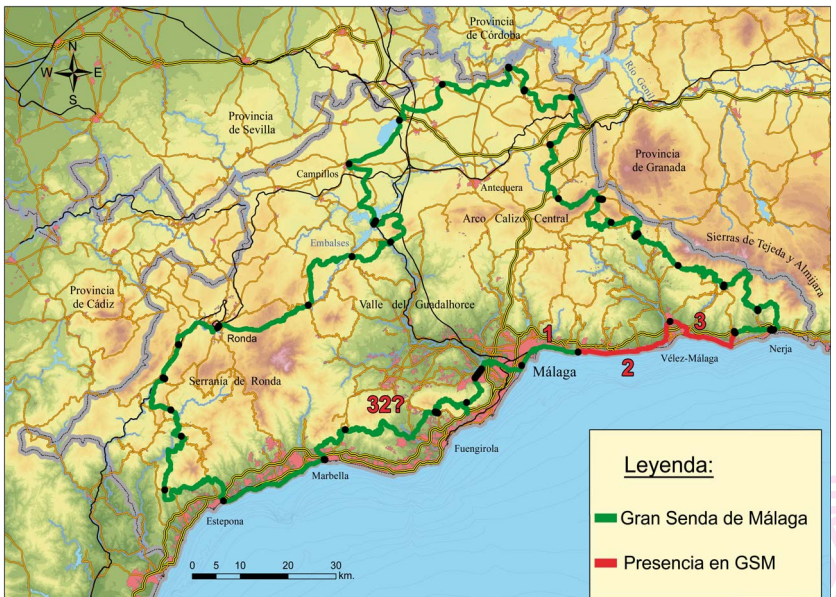 Provincia
de Córdoba
N
W E
S
Río Genil
Provincia
de Sevilla
Provincia
de Granada
Campillos
Antequera
Arco Calizo Central
Embalses
Sierras de Tejeda y Almijara
Provincia
de Cádiz
Valle del Guadalhorce
Ronda
1
3
Málaga
2
Vélez-Málaga
Nerja
Serranía de Ronda
32?
Fuengirola
Marbella
Estepona
0 5 10 20 30
km.
Leyenda:
Gran Senda de Málaga
Presencia en GSM